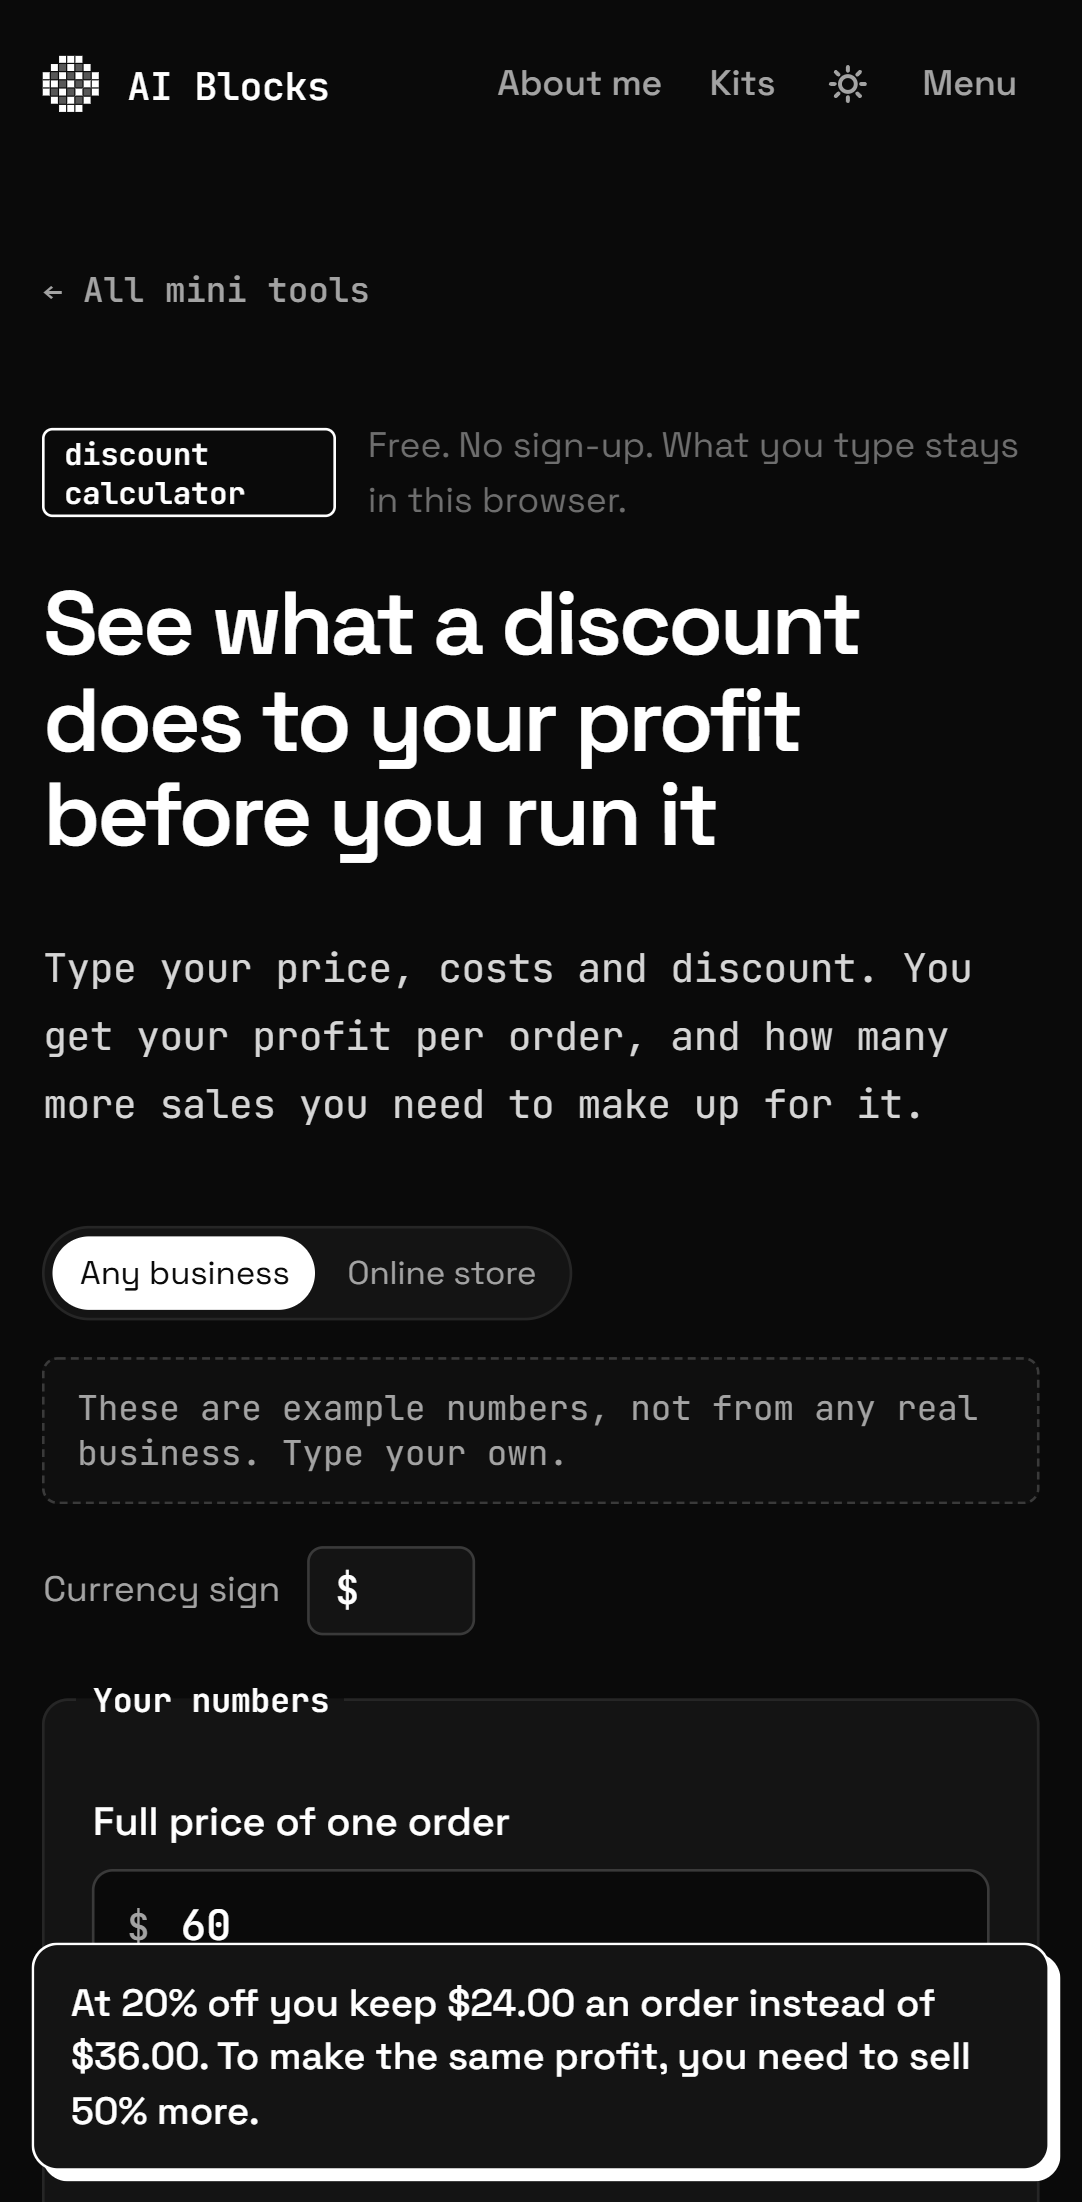 AI Blocks
About me
Kits
Menu
← All mini tools
discount
calculator
Free. No sign-up. What you type stays
in this browser.
See what a discount
does to your profit
before you run it
Type your price, costs and discount. You
get your profit per order, and how many
more sales you need to make up for it.
Any business
Online store
These are example numbers, not from any real
business. Type your own.
Currency sign
$
Your numbers
Full price of one order
$ 60
At 20% off you keep $24.00 an order instead of
$36.00. To make the same profit, you need to sell
50% more.